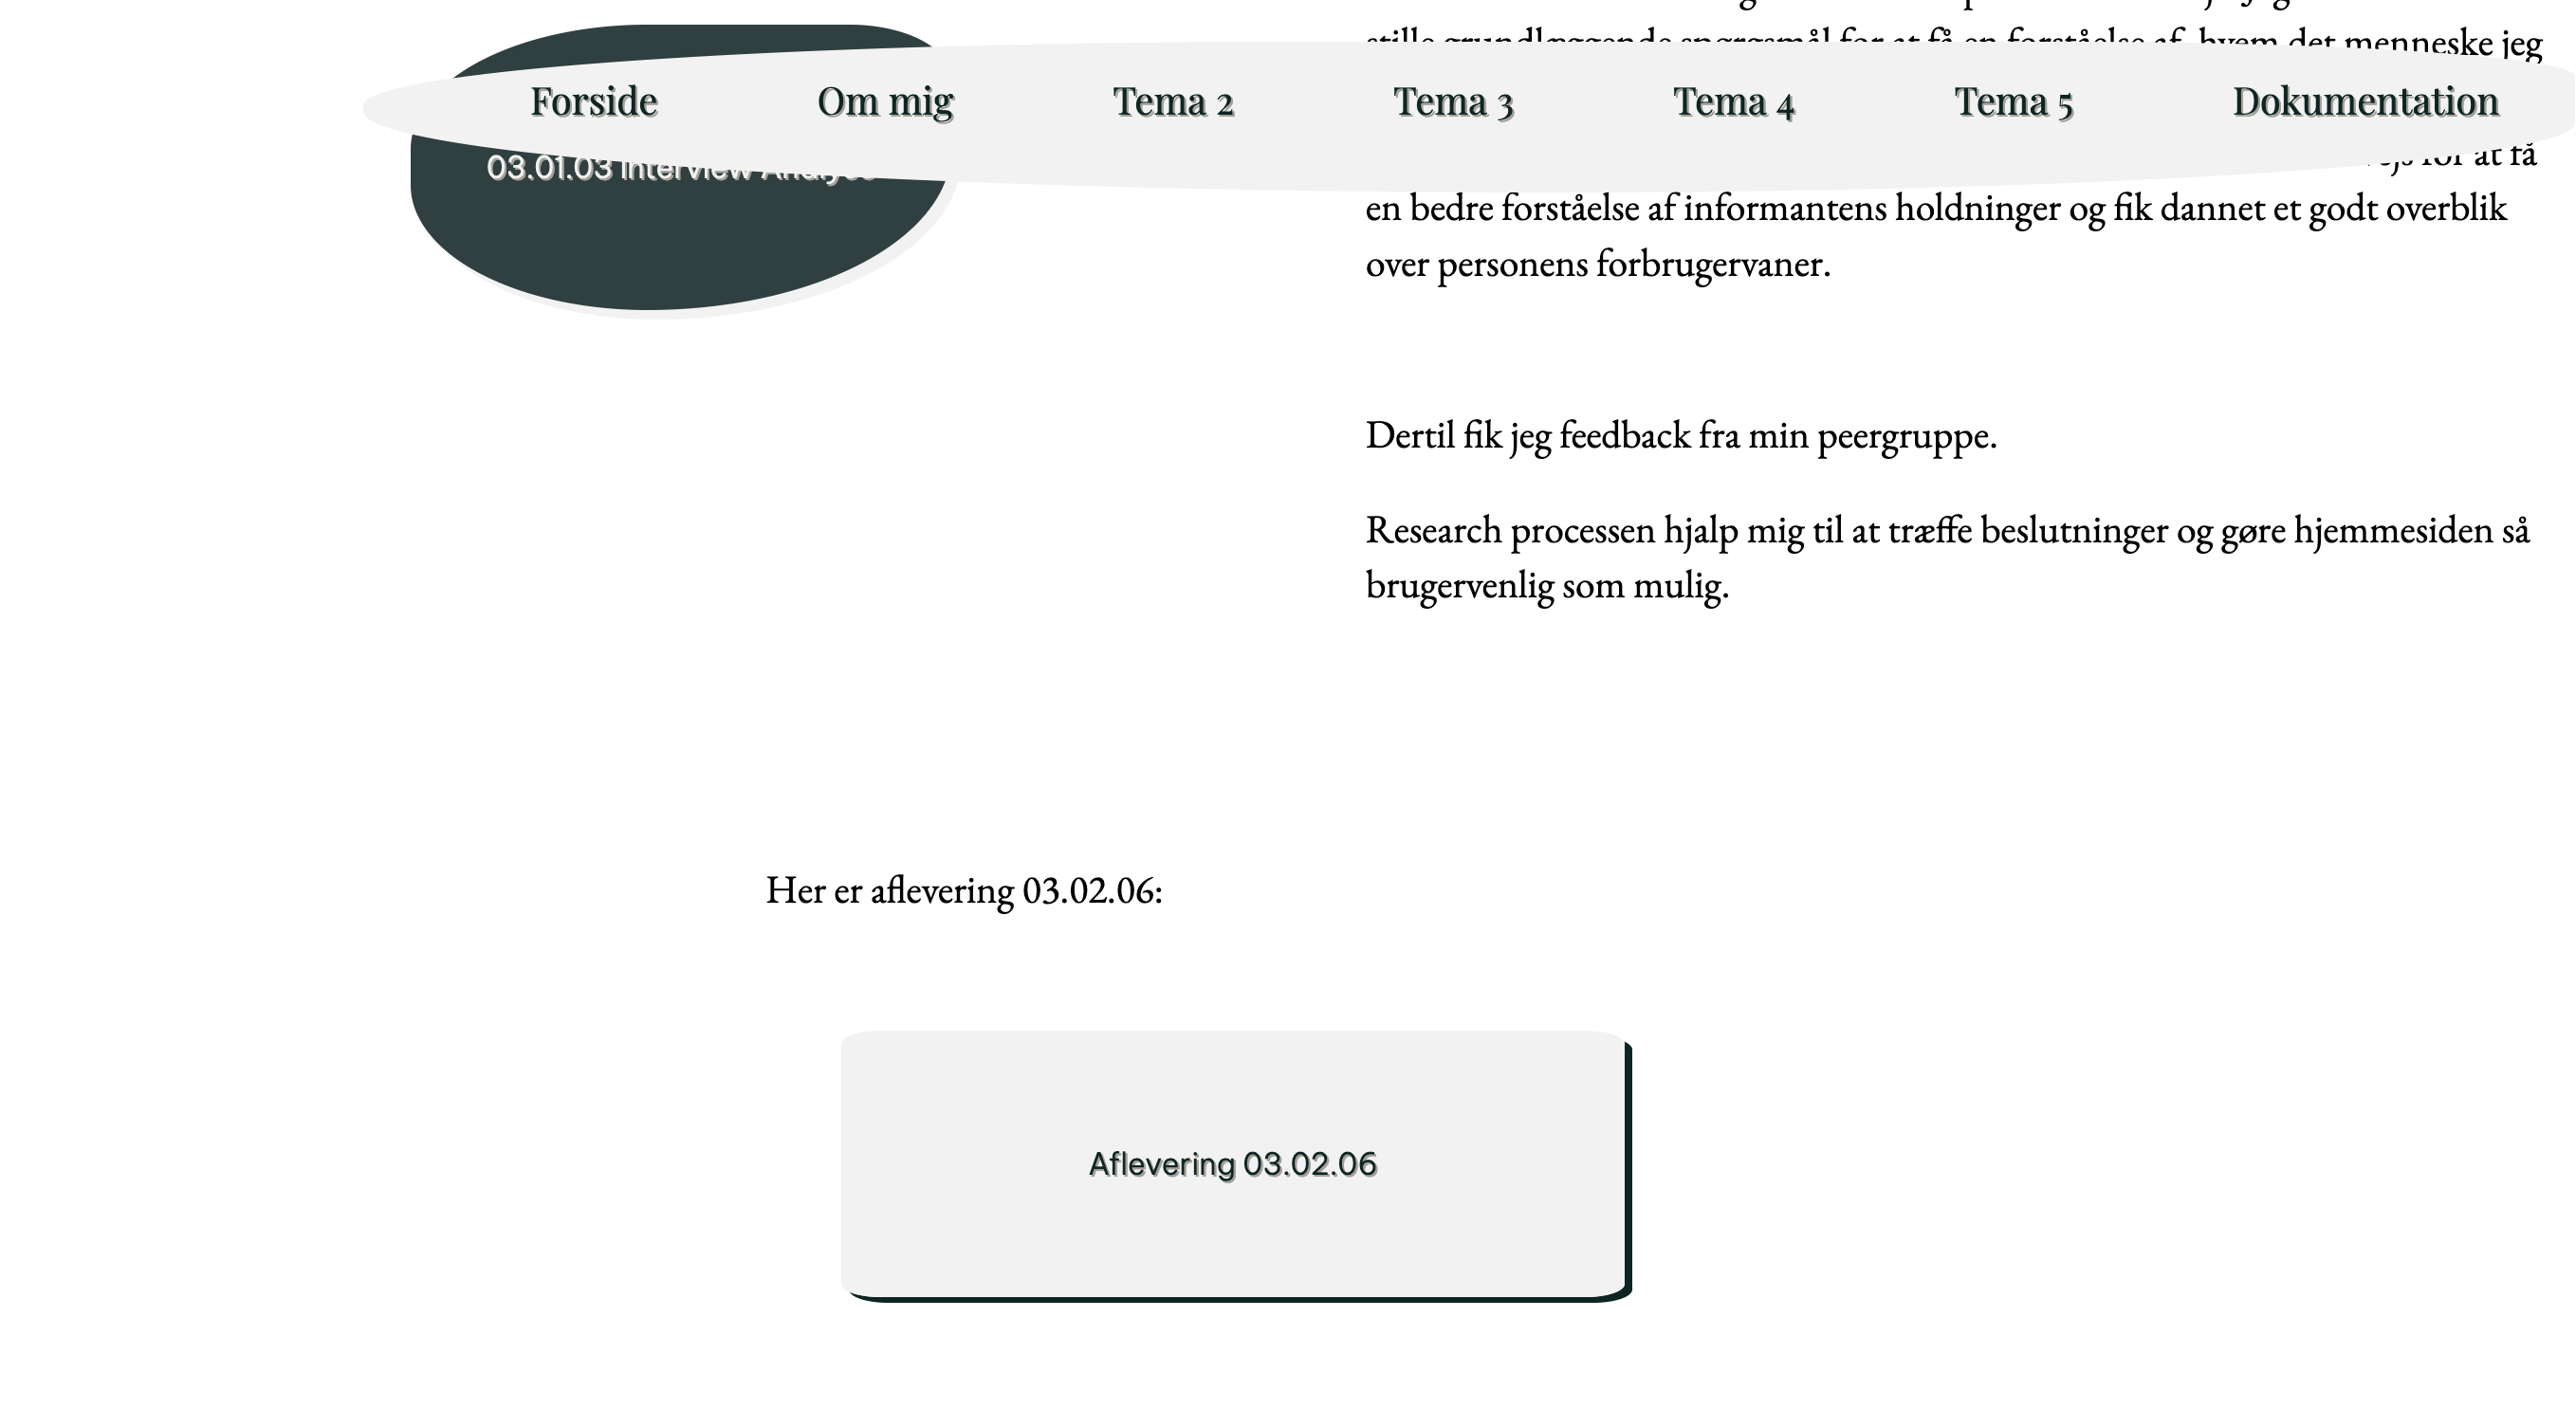 stille grundlæggende spørgsmål for at få en forståelse af, hvem det menneske jeg
Forside Om mig Tema 2 Tema 3 Tema 4 Tema 5 Dokumentation
03.01.03 Interview Analyse
for at få
en bedre forståelse af informantens holdninger og fik dannet et godt overblik
over personens forbrugervaner.
Dertil fik jeg feedback fra min peergruppe.
Research processen hjalp mig til at træffe beslutninger og gøre hjemmesiden så
brugervenlig som mulig.
Her er aflevering 03.02.06:
Aflevering 03.02.06